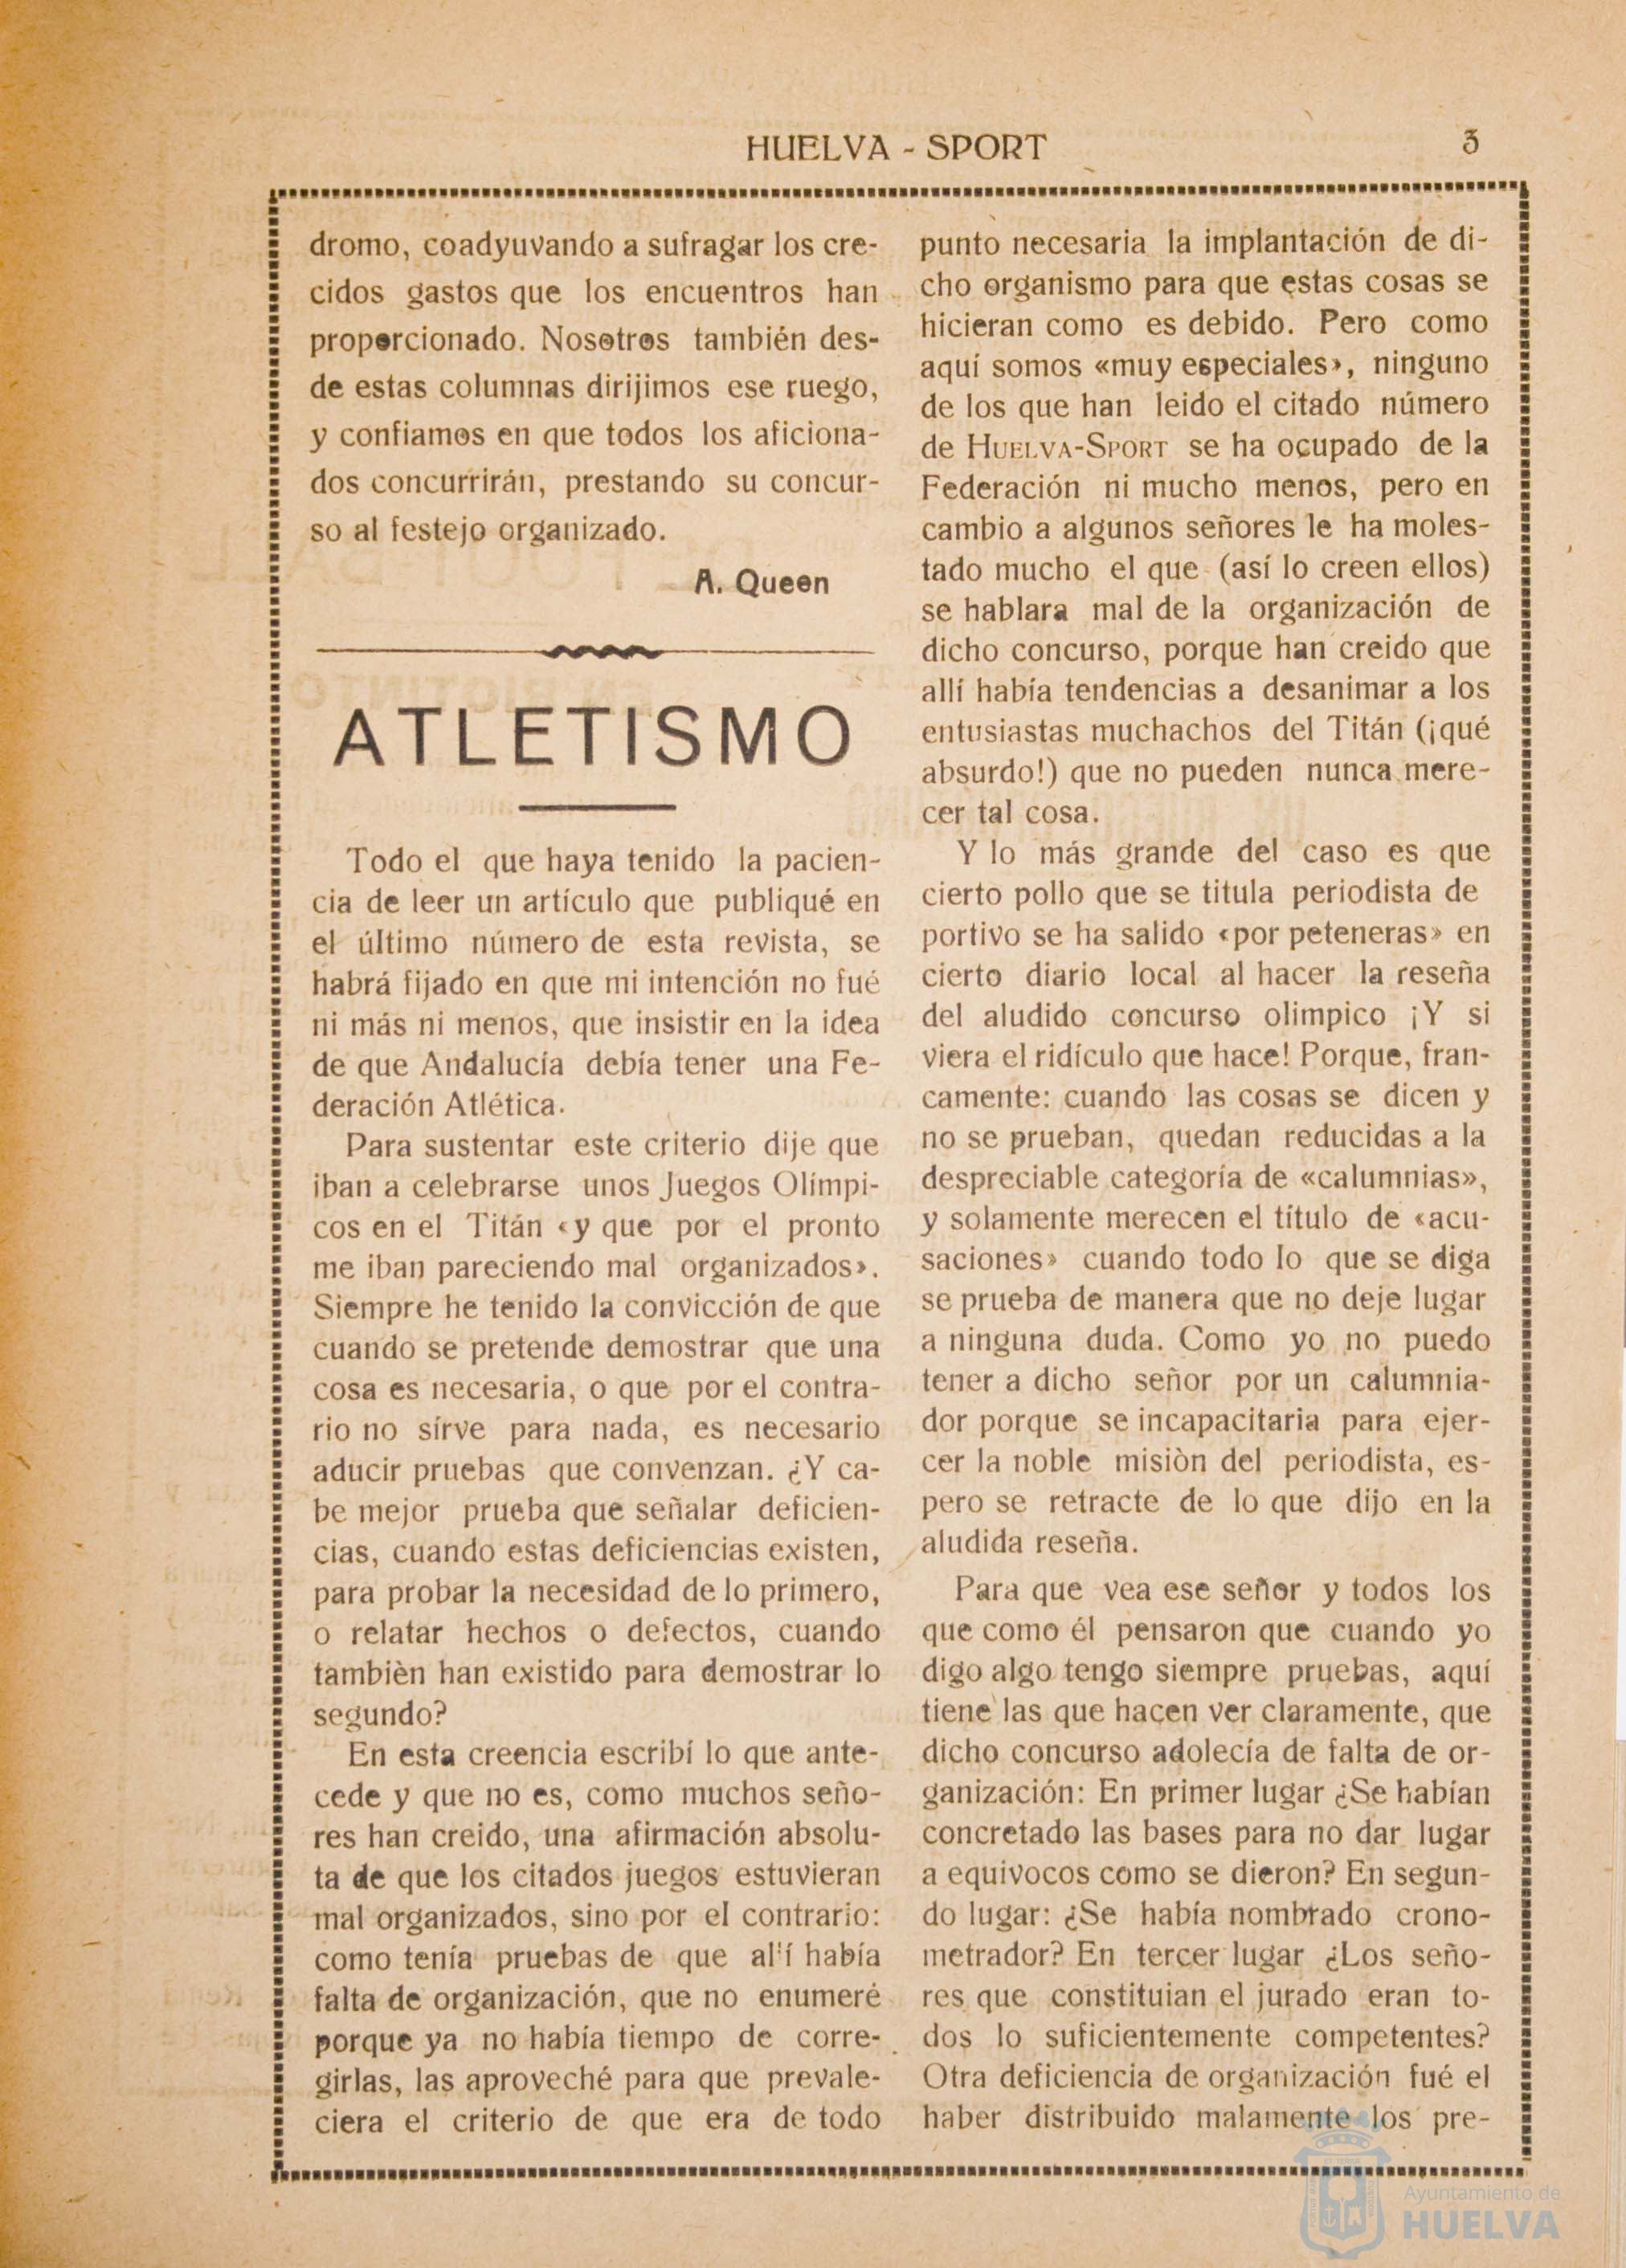 HUELVA - SPORT
3
dromo, coadyuvando a sufragar los cre-
cidos gastos que los encuentros han
proporcionado. Nosotros también des-
de estas columnas dirijimos ese ruego,
y confiamos en que todos los aficiona-
dos concurrirán, prestando su concur-
so al festejo organizado.
A. Queen
ATLETISMO
Todo el que haya tenido la pacien-
cia de leer un artículo que publiqué en
el último número de esta revista, se
habrá fijado en que mi intención no fué
ni más ni menos, que insistir en la idea
de que Andalucía debía tener una Fe-
deración Atlética.
Para sustentar este criterio dije que
iban a celebrarse unos Juegos Olímpi-
cos en el Titán «y que por el pronto
me iban pareciendo mal organizados».
Siempre he tenido la convicción de que
cuando se pretende demostrar que una
cosa es necesaria, o que por el contra-
rio no sírve para nada, es necesario
aducir pruebas que convenzan. ¿Y ca-
be mejor prueba que señalar deficien-
cias, cuando estas deficiencias existen,
para probar la necesidad de lo primero,
o relatar hechos o defectos, cuando
tambièn han existido para demostrar lo
segundo?
En esta creencia escribí lo que ante-
cede y que no es, como muchos seño-
res han creido, una afirmación absolu-
ta de que los citados juegos estuvieran
mal organizados, sino por el contrario:
como tenía pruebas de que allí había
falta de organización, que no enumeré
porque ya no había tiempo de corre-
girlas, las aproveché para que prevale-
ciera el criterio de que era de todo
punto necesaria la implantación de di-
cho organismo para que estas cosas se
hicieran como es debido. Pero como
aquí somos «muy especiales», ninguno
de los que han leido el citado número
de HUELVA-SPORT se ha ocupado de la
Federación ni mucho menos, pero en
cambio a algunos señores le ha moles-
tado mucho el que (así lo creen ellos)
se hablara mal de la organización de
dicho concurso, porque han creido que
allí había tendencias a desanimar a los
entusiastas muchachos del Titán (¡qué
absurdo!) que no pueden nunca mere-
cer tal cosa.
Y lo más grande del caso es que
cierto pollo que se titula periodista de
portivo se ha salido «por peteneras» en
cierto diario local al hacer la reseña
del aludido concurso olimpico ¡Y si
viera el ridículo que hace! Porque, fran-
camente: cuando las cosas se dicen y
no se prueban, quedan reducidas a la
despreciable categoría de «calumnias»,
y solamente merecen el título de «acu-
saciones» cuando todo lo que se diga
se prueba de manera que no deje lugar
a ninguna duda. Como yo no puedo
tener a dicho señor por un calumnia-
dor porque se incapacitaria para ejer-
cer la noble misiòn del periodista, es-
pero se retracte de lo que dijo en la
aludida reseña.
Para que vea ese señor y todos los
que como él pensaron que cuando yo
digo algo tengo siempre pruebas, aquí
tiene las que hacen ver claramente, que
dicho concurso adolecía de falta de or-
ganización: En primer lugar ¿Se habían
concretado las bases para no dar lugar
a equivocos como se dieron? En segun-
do lugar: ¿Se había nombrado crono-
metrador? En tercer lugar ¿Los seño-
res que constituian el jurado eran to-
dos lo suficientemente competentes?
Otra deficiencia de organización fué el
haber distribuido malamente los pre-
Ayuntamiento de
HUELVA